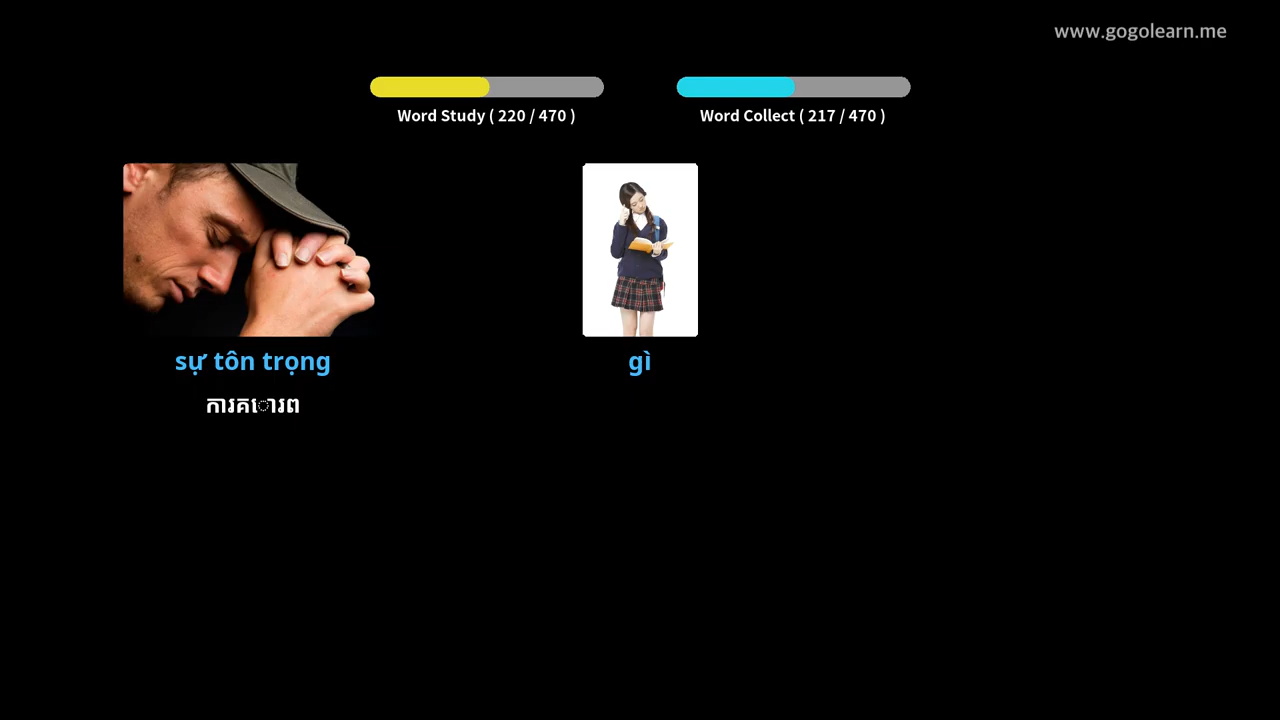 www.gogolearn.me
Word Study ( 220 / 470 )
Word Collect ( 217 / 470 )
sự tôn trọng
gì
ការគោរព